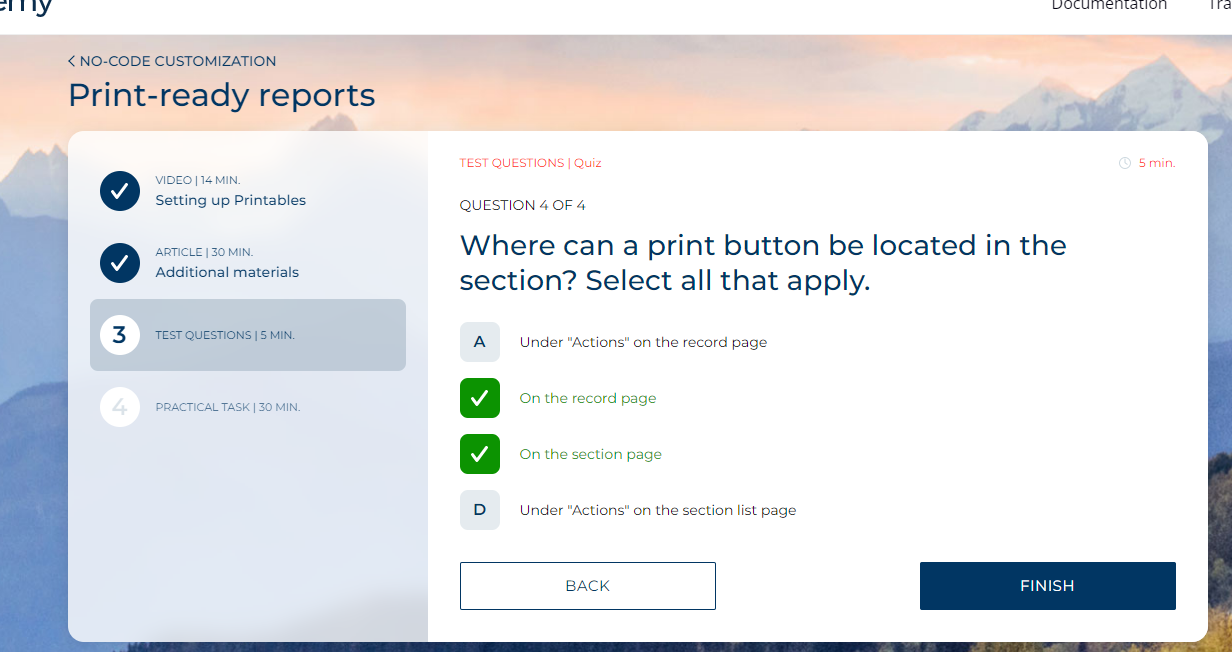 Documentation
NO-CODE CUSTOMIZATION
Print-ready reports
VIDEO | 14 MIN.
Setting up Printables
ARTICLE | 30 MIN.
Additional materials
3
TEST QUESTIONS | 5 MIN.
4
PRACTICAL TASK | 30 MIN.
TEST QUESTIONS | Quiz
5 min.
QUESTION 4 OF 4
Where can a print button be located in the
section? Select all that apply.
A
Under "Actions" on the record page
On the record page
On the section page
D
Under "Actions" on the section list page
BACK
FINISH